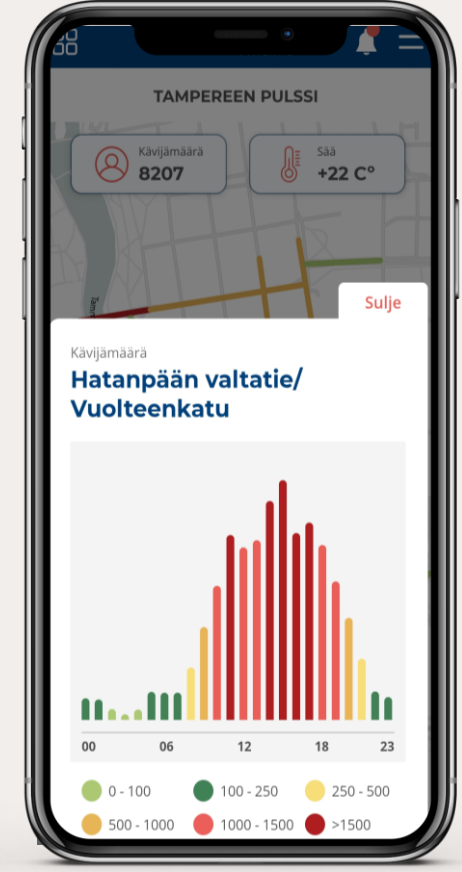 TAMPEREEN PULSSI
Kävijämäärä
8207
Sää
+22 C°
Sulje
Kävijämäärä
Hatanpään valtatie/
Vuolteenkatu
00 06 12 18 23
0 - 100 100 - 250 250 - 500
500 - 1000 1000 - 1500 >1500